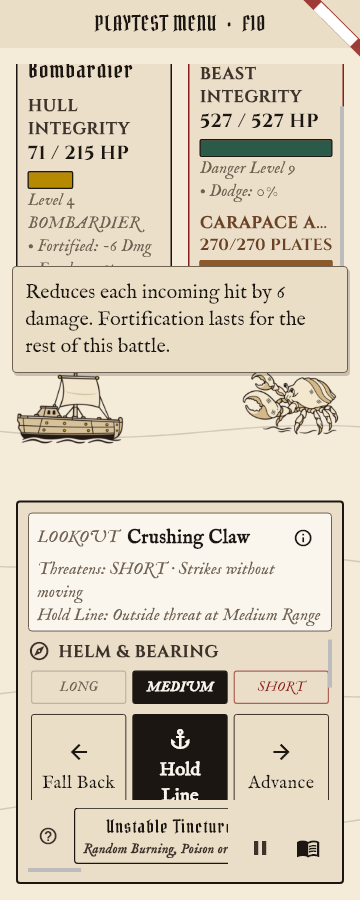 PLAYTEST MENU · F10
Bombardier
HULL
INTEGRITY
71 / 215 HP
Level 4
BOMBARDIER
• Fortified: -6 Dmg
BEAST
INTEGRITY
527 / 527 HP
Danger Level 9
• Dodge: 0%
CARAPACE A...
270/270 PLATES
Reduces each incoming hit by 6
damage. Fortification lasts for the
rest of this battle.
LOOKOUT Crushing Claw
Threatens: SHORT · Strikes without
moving
Hold Line: Outside threat at Medium Range
HELM & BEARING
LONG MEDIUM SHORT
Fall Back
Hold
Line
Advance
Unstable Tincture
Random Burning, Poison or